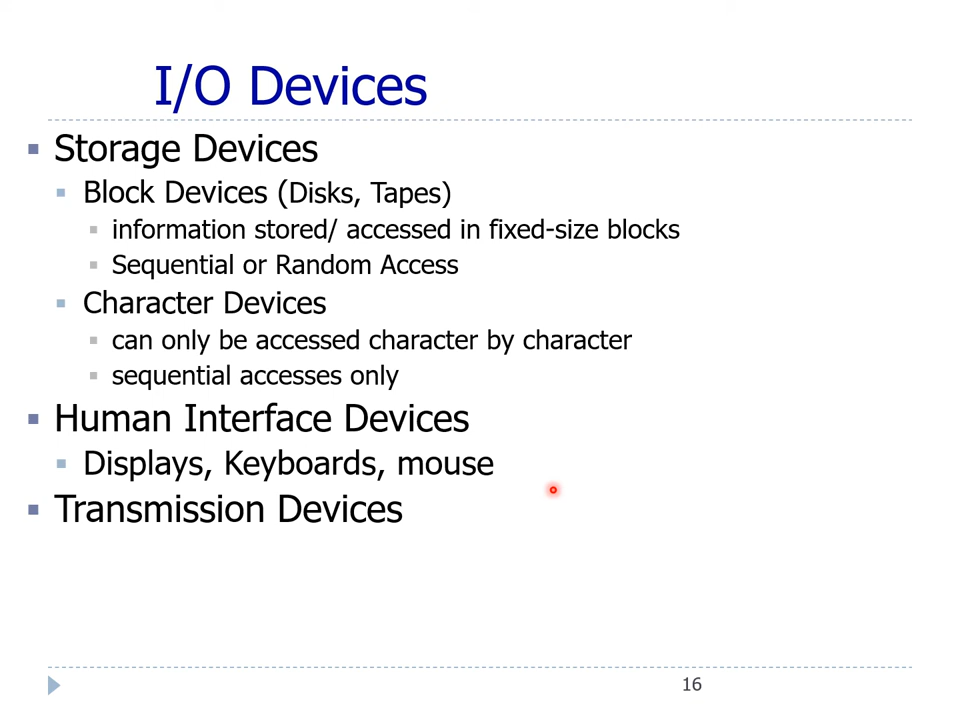 I/O Devices
Storage Devices
Block Devices (Disks, Tapes)
information stored/ accessed in fixed-size blocks
Sequential or Random Access
Character Devices
can only be accessed character by character
sequential accesses only
Human Interface Devices
Displays, Keyboards, mouse
Transmission Devices
16